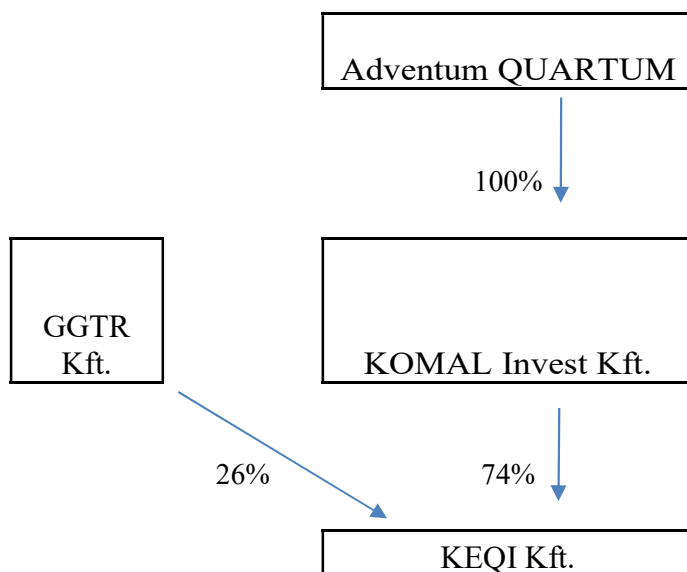 Adventum QUARTUM
100%
GGTR
Kft.
KOMAL Invest Kft.
26%
74%
KEQI Kft.